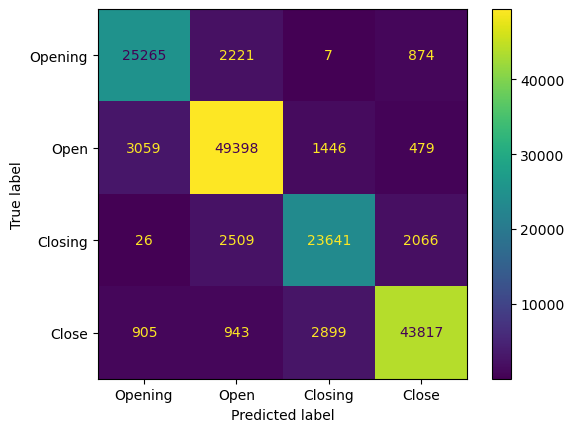 Opening 25265 2221 7 874
Open 3059 49398 1446 479
Closing 26 2509 23641 2066
Close 905 943 2899 43817
Opening Open Closing Close
Predicted label
True label
40000
30000
20000
10000